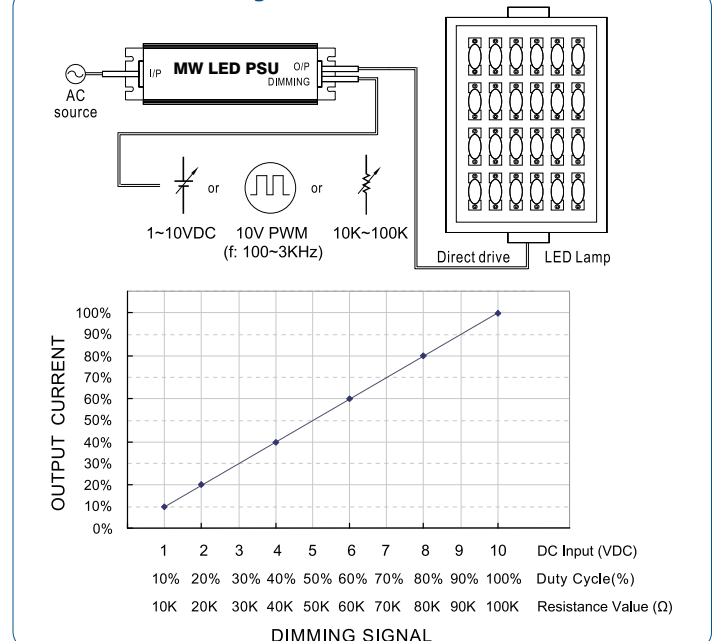 I/P MW LED PSU O/P
DIMMING
AC
source
or or
1~10VDC 10V PWM 10K~100K
(f: 100~3KHz)
Direct drive LED Lamp
OUTPUT CURRENT
100%
90%
80%
70%
60%
50%
40%
30%
20%
10%
0%
1 2 3 4 5 6 7 8 9 10 DC Input (VDC)
10% 20% 30% 40% 50% 60% 70% 80% 90% 100% Duty Cycle(%)
10K 20K 30K 40K 50K 60K 70K 80K 90K 100K Resistance Value (Ω)
DIMMING SIGNAL